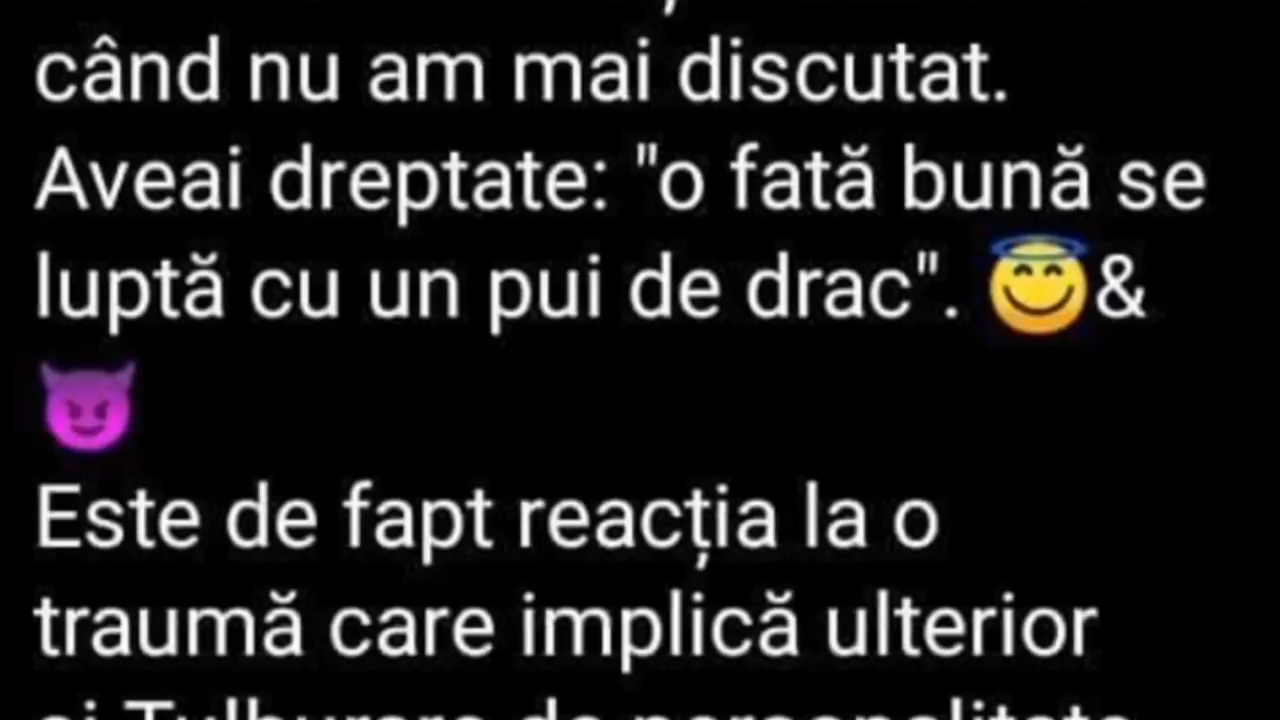 când nu am mai discutat.
Aveai dreptate: "o fată bună se
luptă cu un pui de drac". 😇&
😈
Este de fapt reacția la o
traumă care implică ulterior